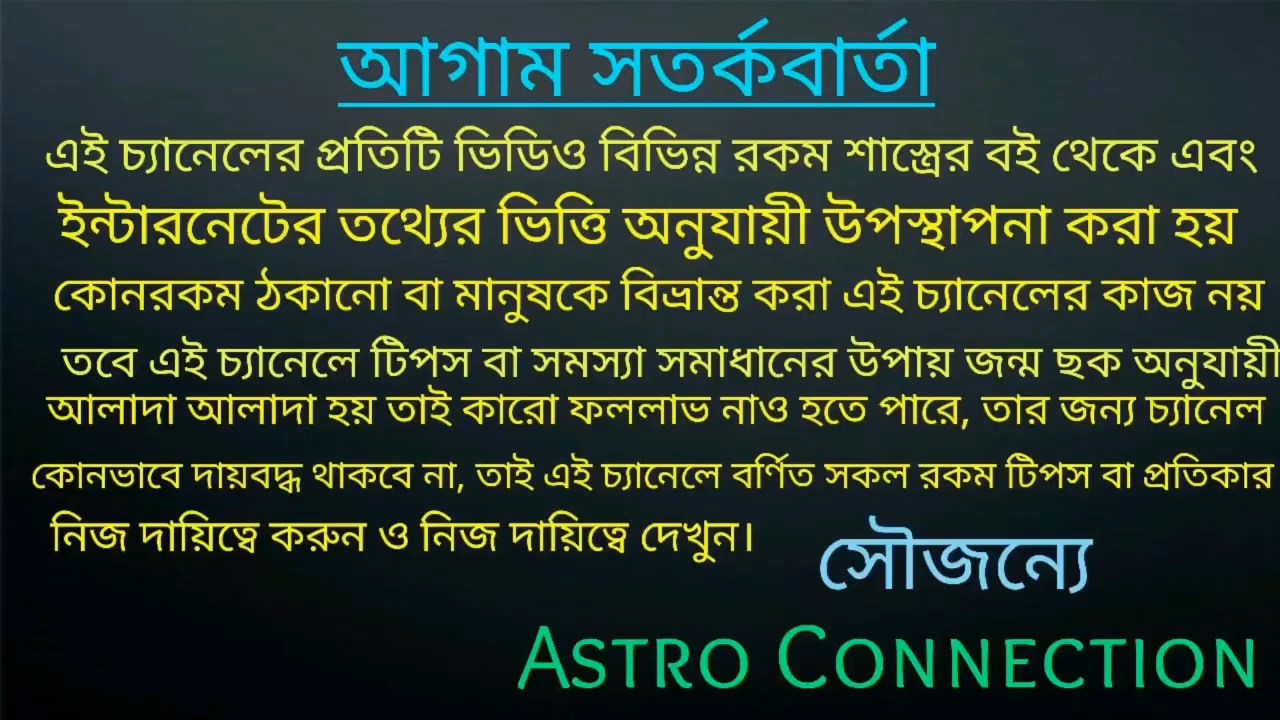 আগাম সতর্কবার্তা
এই চ্যানেলের প্রতিটি ভিডিও বিভিন্ন রকম শাস্ত্রের বই থেকে এবং
ইন্টারনেটের তথ্যের ভিত্তি অনুযায়ী উপস্থাপনা করা হয়
কোনরকম ঠকানো বা মানুষকে বিভ্রান্ত করা এই চ্যানেলের কাজ নয়
তবে এই চ্যানেলে টিপস বা সমস্যা সমাধানের উপায় জন্ম ছক অনুযায়ী
আলাদা আলাদা হয় তাই কারো ফললাভ নাও হতে পারে, তার জন্য চ্যানেল
কোনভাবে দায়বদ্ধ থাকবে না, তাই এই চ্যানেলে বর্ণিত সকল রকম টিপস বা প্রতিকার
নিজ দায়িত্বে করুন ও নিজ দায়িত্বে দেখুন।
সৌজন্যে
ASTRO CONNECTION